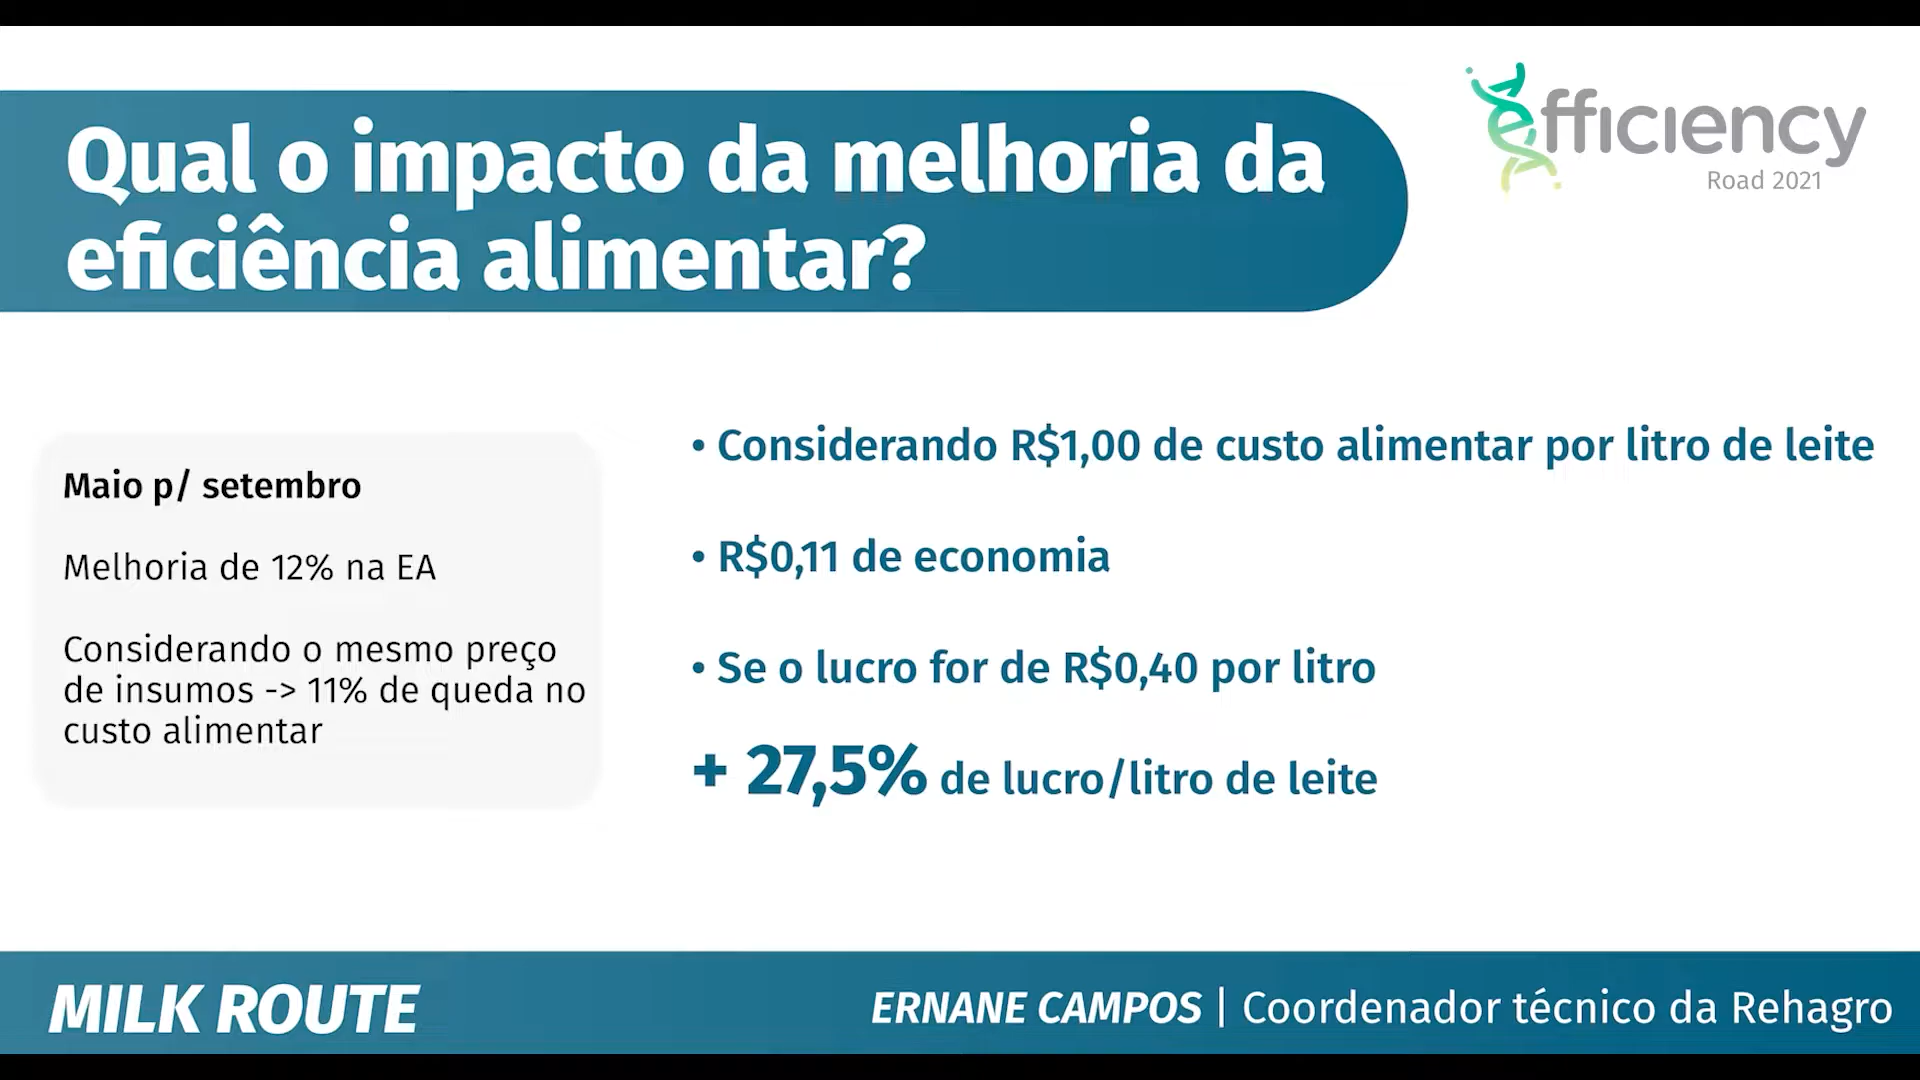 Qual o impacto da melhoria da
eficiência alimentar?
efficiency
Road 2021
Maio p/ setembro
Melhoria de 12% na EA
Considerando o mesmo preço
de insumos -> 11% de queda no
custo alimentar
• Considerando R$1,00 de custo alimentar por litro de leite
• R$0,11 de economia
• Se o lucro for de R$0,40 por litro
+ 27,5% de lucro/litro de leite
MILK ROUTE
ERNANE CAMPOS | Coordenador técnico da Rehagro